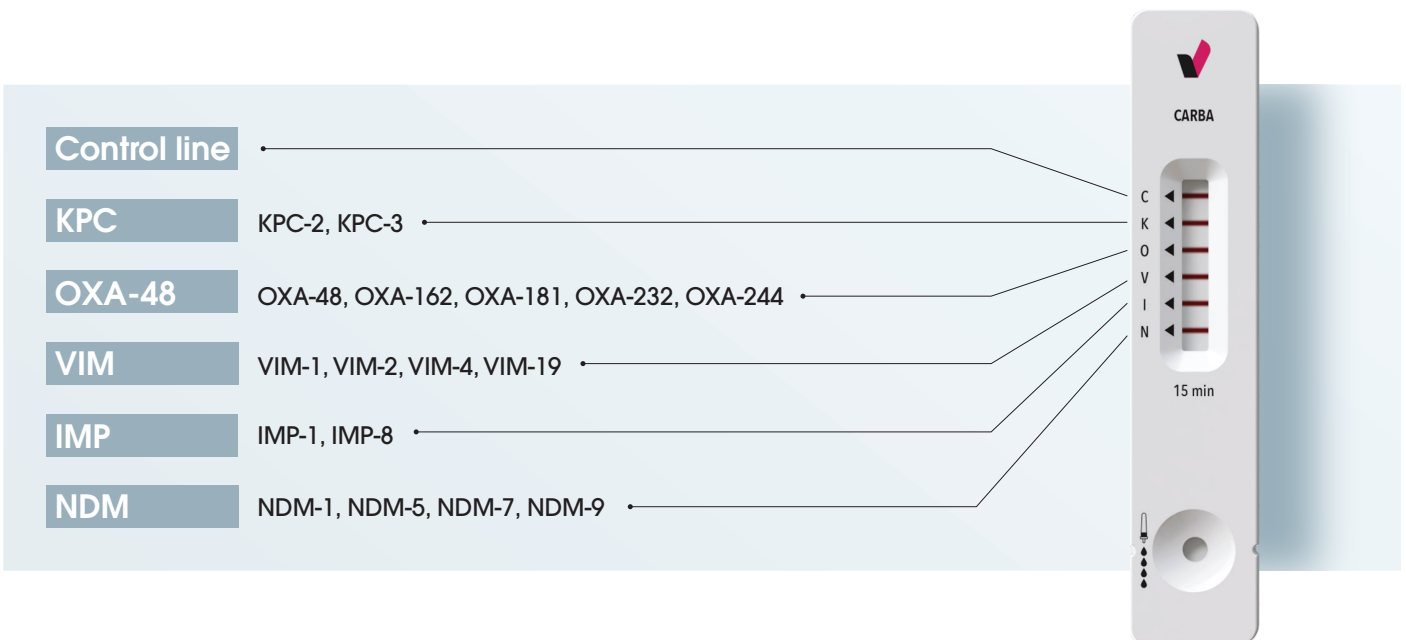 Control line
KPC KPC-2, KPC-3
OXA-48 OXA-48, OXA-162, OXA-181, OXA-232, OXA-244
VIM VIM-1, VIM-2, VIM-4, VIM-19
IMP IMP-1, IMP-8
NDM NDM-1, NDM-5, NDM-7, NDM-9
CARBA
C
K
O
V
I
N
15 min